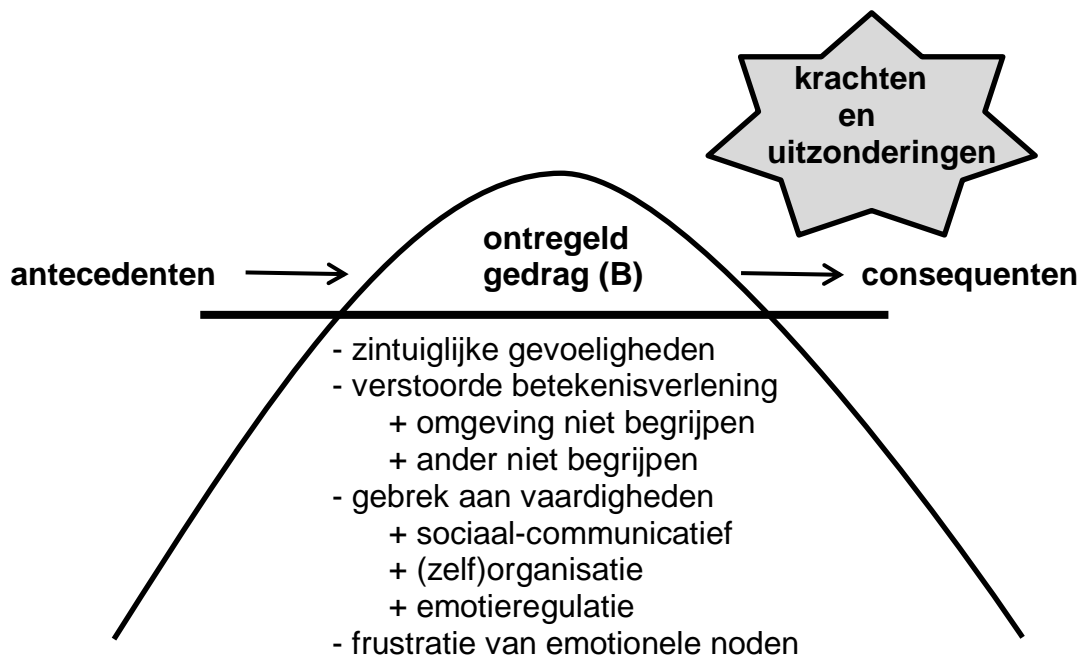 krachten
en
uitzonderingen
ontregeld
gedrag (B)
antecedenten
consequenten
- zintuiglijke gevoeligheden
- verstoorde betekenisverlening
+ omgeving niet begrijpen
+ ander niet begrijpen
- gebrek aan vaardigheden
+ sociaal-communicatief
+ (zelf)organisatie
+ emotieregulatie
- frustratie van emotionele noden